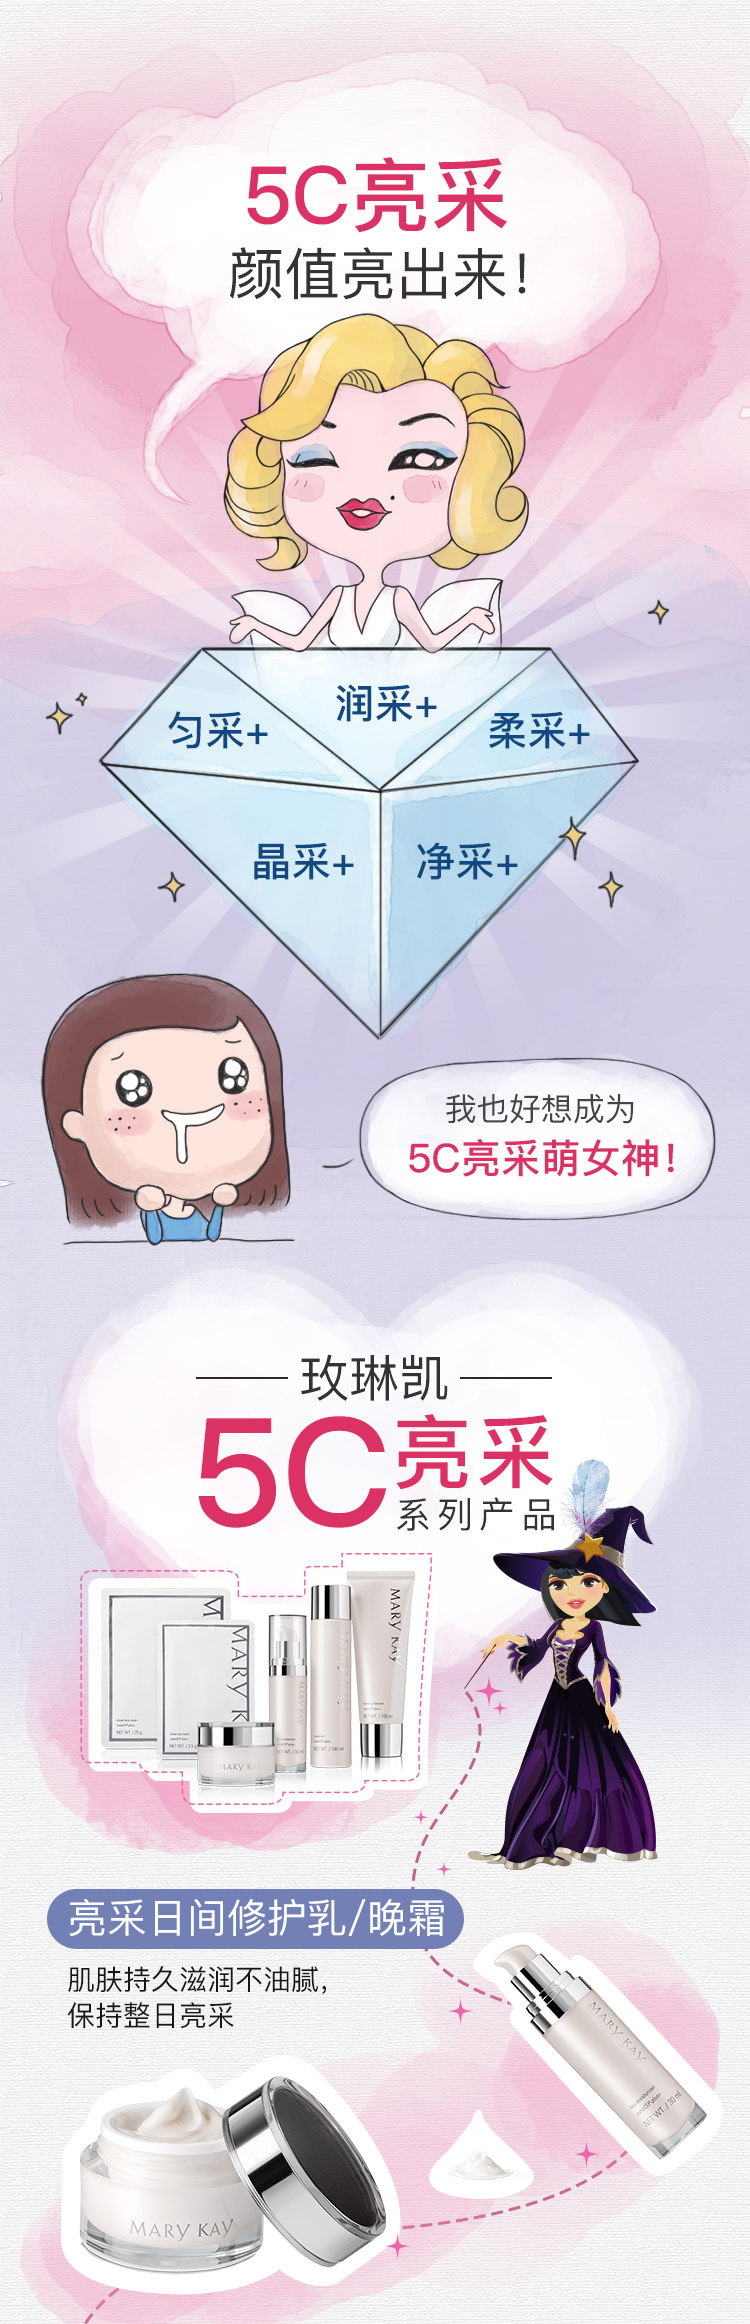 5C亮采
颜值亮出来!
润采+
匀采+
柔采+
晶采+
净采+
我也好想成为
5C亮采萌女神!
玫琳凯
5C亮采
系列产品
MARY KAY
MARY KAY
MARY KAY
亮采日间修护乳/晚霜
肌肤持久滋润不油腻,
保持整日亮采
MARY KAY
NET WT. / 30 ml
MARY KAY